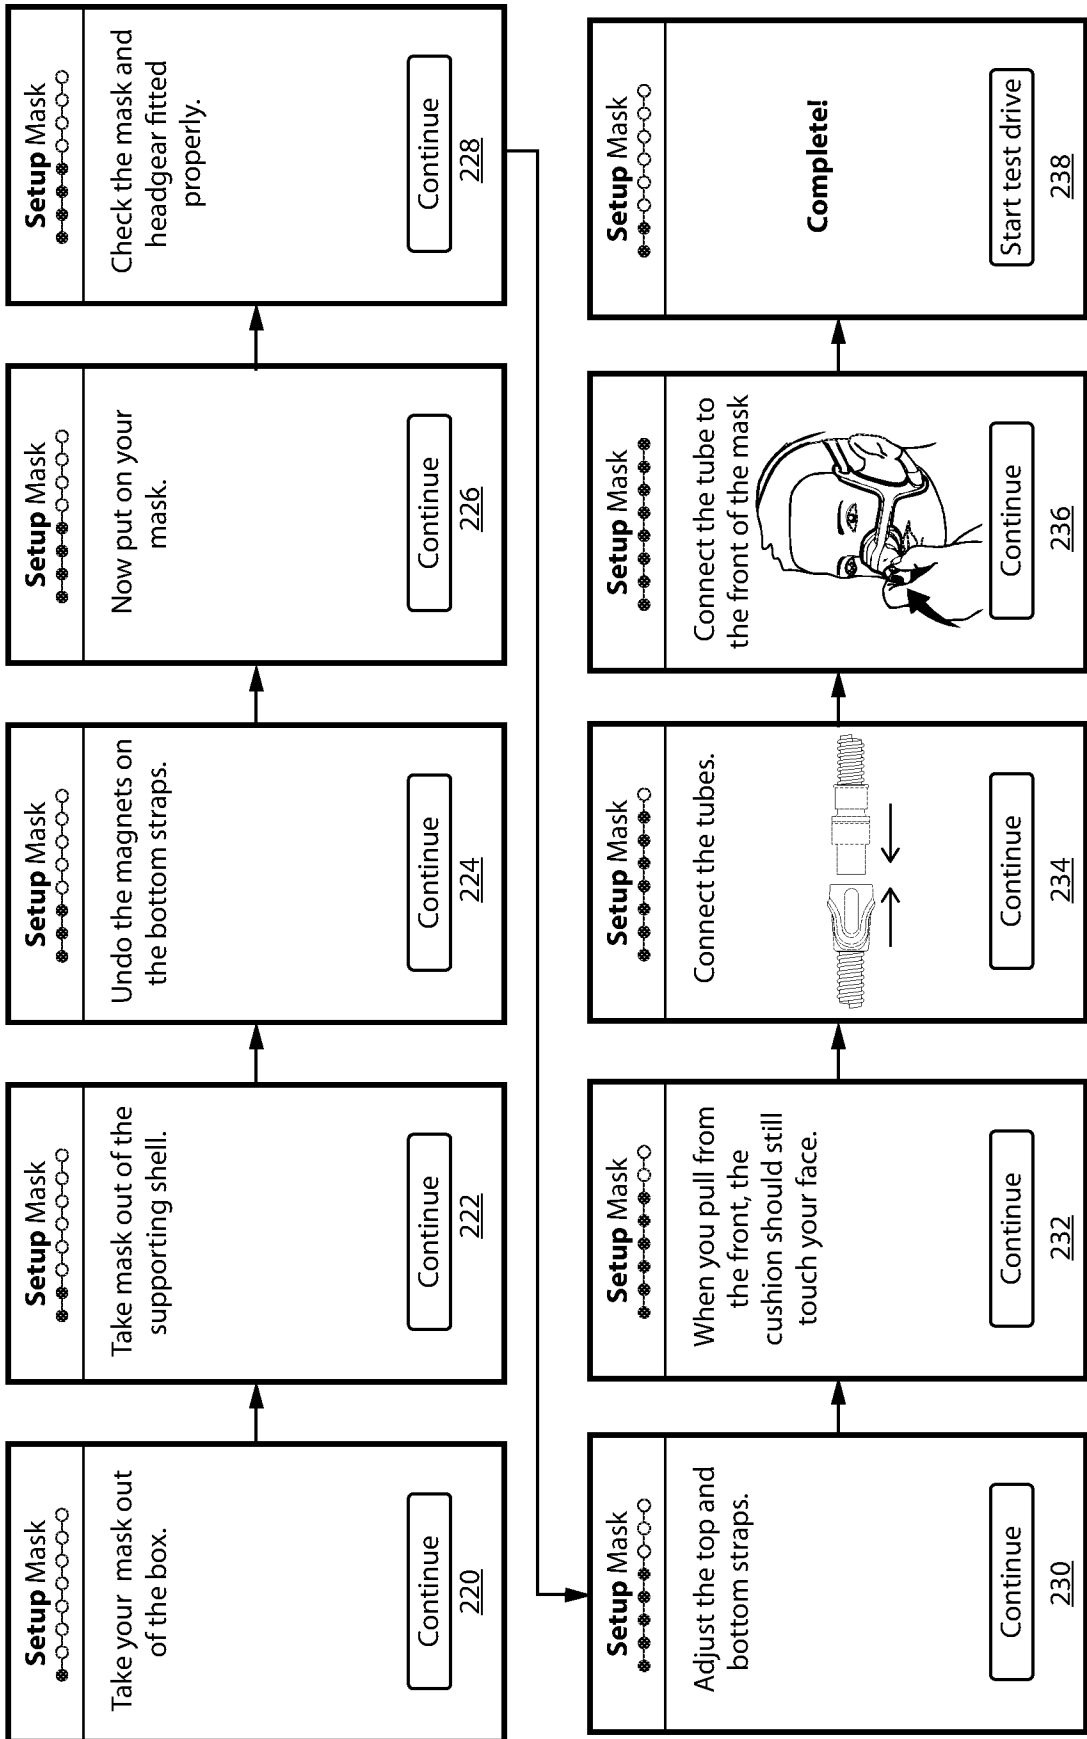 Setup Mask
Take your mask out
of the box.
Continue
220
Setup Mask
Take mask out of the
supporting shell.
Continue
222
Setup Mask
Undo the magnets on
the bottom straps.
Continue
224
Setup Mask
Now put on your
mask.
Continue
226
Setup Mask
Check the mask and
headgear fitted
properly.
Continue
228
Setup Mask
Adjust the top and
bottom straps.
Continue
230
Setup Mask
When you pull from
the front, the
cushion should still
touch your face.
Continue
232
Setup Mask
Connect the tubes.
Continue
234
Setup Mask
Connect the tube to
the front of the mask
Continue
236
Setup Mask
Complete!
Start test drive
238